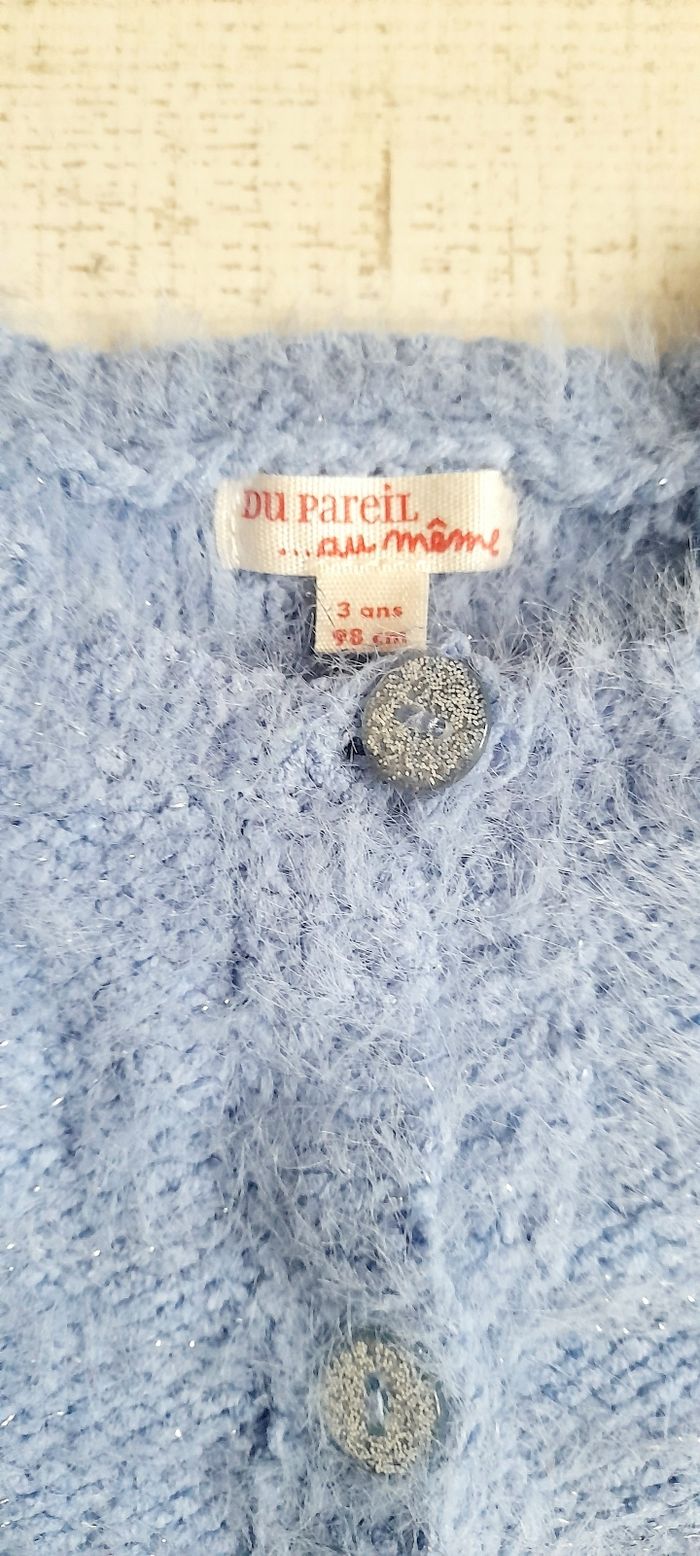 DU PareiL
...au même
3 ans
98 cm